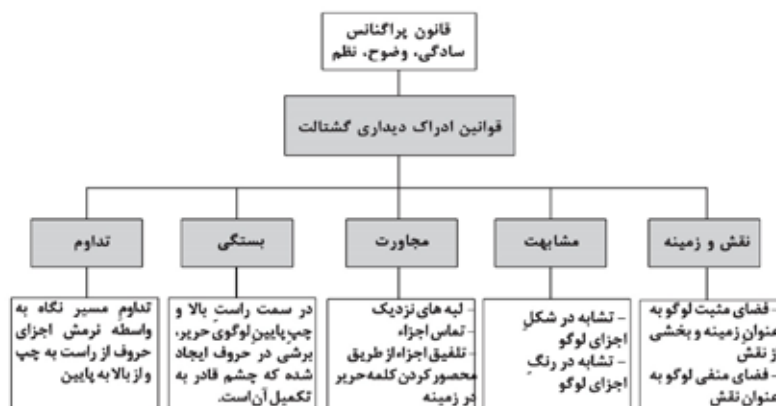 قانون پراگنانس
سادگی، وضوح، نظم
قوانین ادراک دیداری گشتالت
نقش و زمینه
مشابهت
مجاورت
بستگی
تداوم
- فضای مثبت لوگو به
عنوان زمینه و بخشی
از نقش
- فضای منفی لوگو به
عنوان نقش
- تشابه در شکلِ
اجزای لوگو
- تشابه در رنگِ
اجزای لوگو
- لبه های نزدیک
- تماس اجزاء
- تلفیق اجزاء از طریق
محصور کردن کلمه حریر
در زمینه
در سمت راستِ بالا و
چپِ پایینِ لوگوی حریر،
برشی در حروف ایجاد
شده که چشم قادر به
تکمیل آن است.
تداومِ مسیر نگاه به
واسطه نرمش اجزای
حروف از راست به چپ
و از بالا به پایین